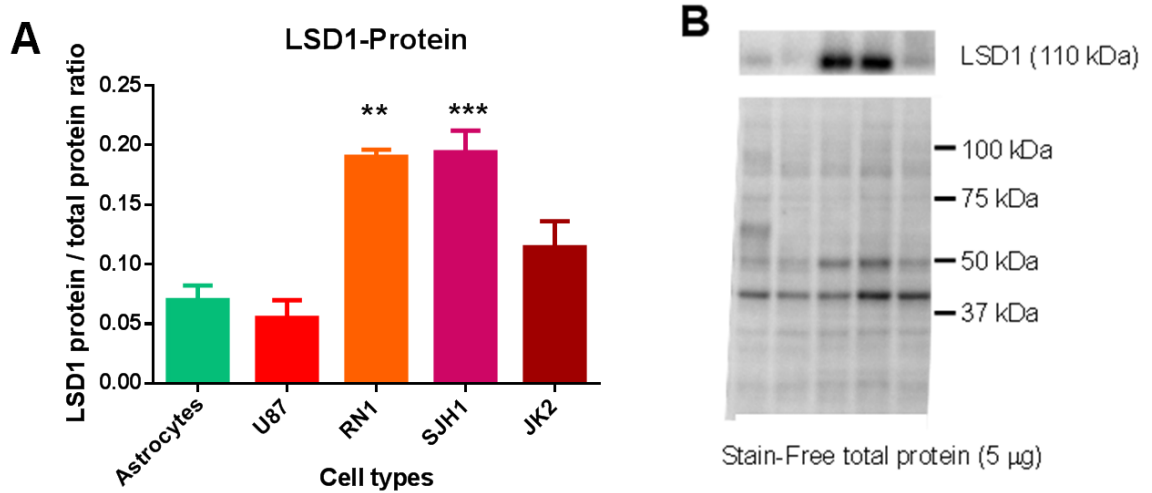 A
LSD1-Protein
LSD1 protein / total protein ratio
0.25
0.20
0.15
0.10
0.05
0.00
**
***
Astrocytes
U87
RN1
SJH1
JK2
Cell types
B
LSD1 (110 kDa)
100 kDa
75 kDa
50 kDa
37 kDa
Stain-Free total protein (5 µg)